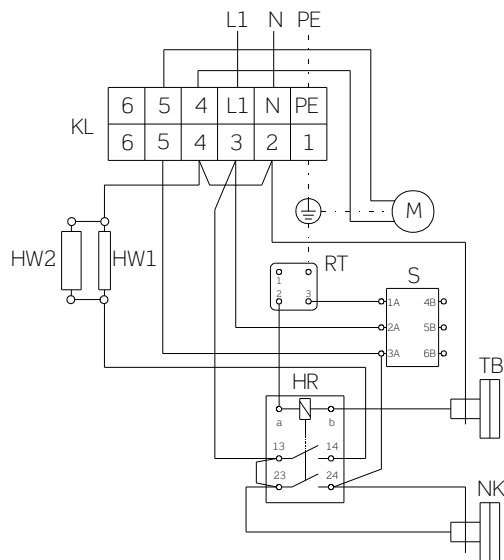 L1 N PE
6 5 4 L1 N PE
KL
6 5 4 3 2 1
M
HW2 HW1
RT
1
2 3
S
1A 4B
2A 5B
3A 6B
TB
HR
a b
13 14
23 24
NK